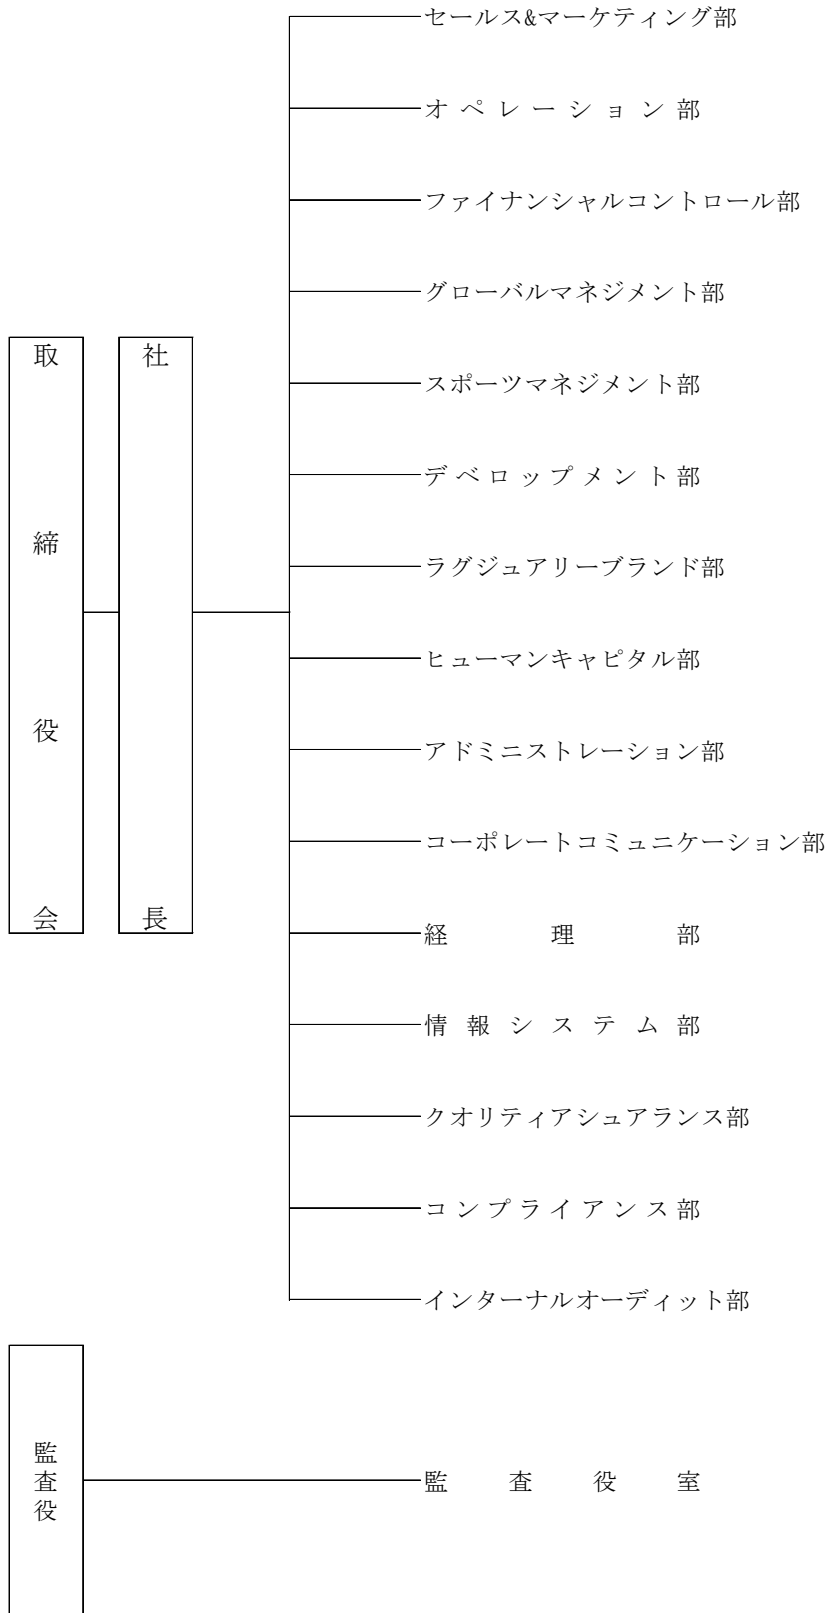 取締役会
社長
セールス&マーケティング部
オペレーション部
ファイナンシャルコントロール部
グローバルマネジメント部
スポーツマネジメント部
デベロップメント部
ラグジュアリーブランド部
ヒューマンキャピタル部
アドミニストレーション部
コーポレートコミュニケーション部
経理部
情報システム部
クオリティアシュアランス部
コンプライアンス部
インターナルオーディット部
監査役
監査役室